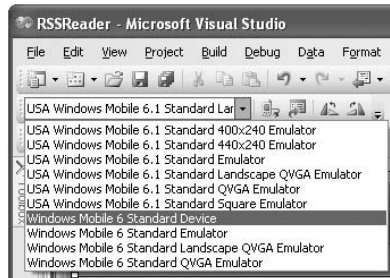 RSSReader - Microsoft Visual Studio
File Edit View Project Build Debug Data Format
USA Windows Mobile 6.1 Standard Lar
USA Windows Mobile 6.1 Standard 400x240 Emulator
USA Windows Mobile 6.1 Standard 440x240 Emulator
USA Windows Mobile 6.1 Standard Emulator
USA Windows Mobile 6.1 Standard Landscape QVGA Emulator
USA Windows Mobile 6.1 Standard QVGA Emulator
USA Windows Mobile 6.1 Standard Square Emulator
Windows Mobile 6 Standard Device
Windows Mobile 6 Standard Emulator
Windows Mobile 6 Standard Landscape QVGA Emulator
Windows Mobile 6 Standard QVGA Emulator